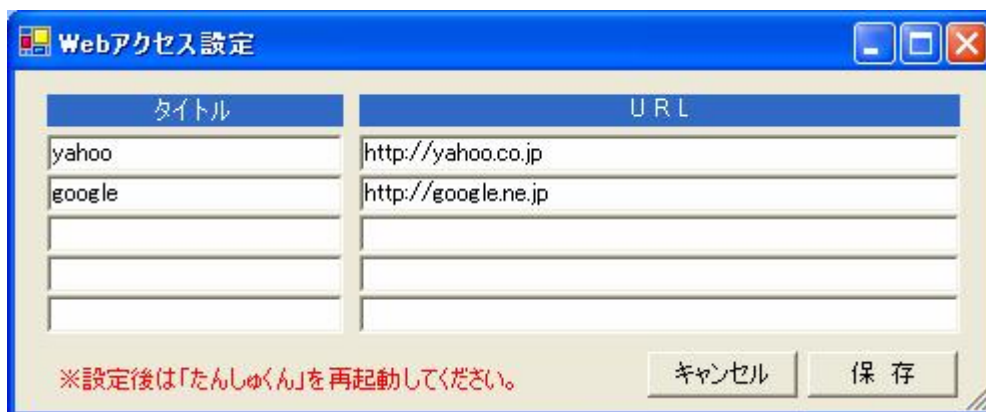 Webアクセス設定
タイトル URL
yahoo http://yahoo.co.jp
google http://google.ne.jp
※設定後は「たんしゅくん」を再起動してください。 キャンセル 保存